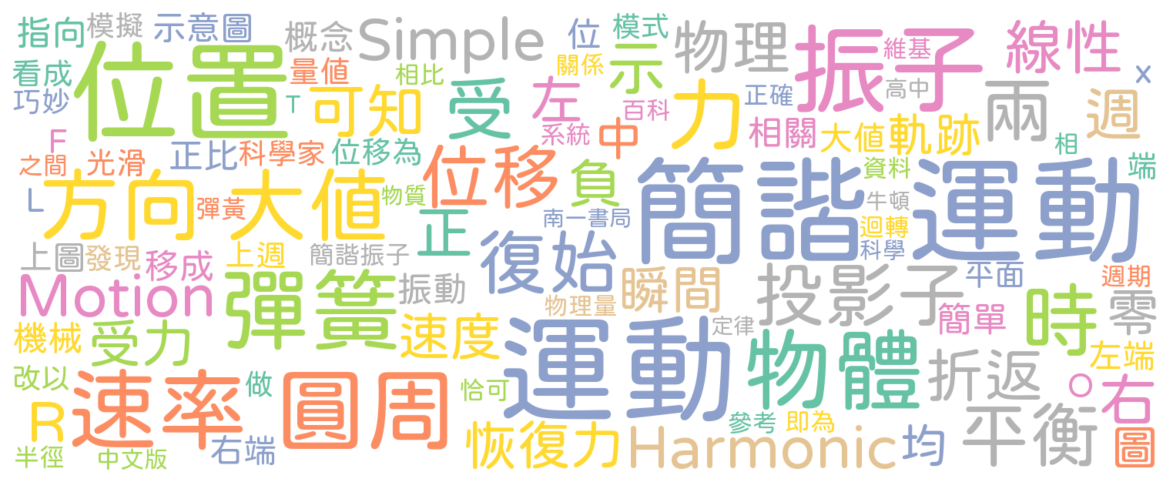 指向 模擬 示意圖 概念 Simple 位 模式 物理 振子 維基 線性
看成 位置 量值 相比 關係 示 x
巧妙 T 可知 受 左 百科 力 正確 高中 兩 週
F 正比 科學家 位移為 系統 中 相關 大值 軌跡 相
之間 光滑 位移 負 簡諧運動 資料 端
L 方向 大值 彈簧 物質 正 南一書局 牛頓
上圖 發現 移成 上週 簡諧振子 復始 迴轉 科學
Motion 彈簧 振動 物理量 瞬間 投影 子 平面 週期
機械 受力 速度 運動 定律 物體 簡單 時 零
改以 速率 做 圓周 恰可 折返 左端 O 右
R 右端 恢復力 Harmonic 參考 即為 均 平衡 圖
半徑 中文版